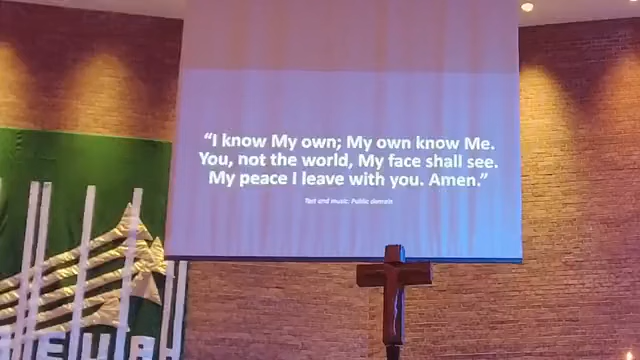 “I know My own; My own know Me.
You, not the world, My face shall see.
My peace I leave with you. Amen.”
Text and music: Public domain